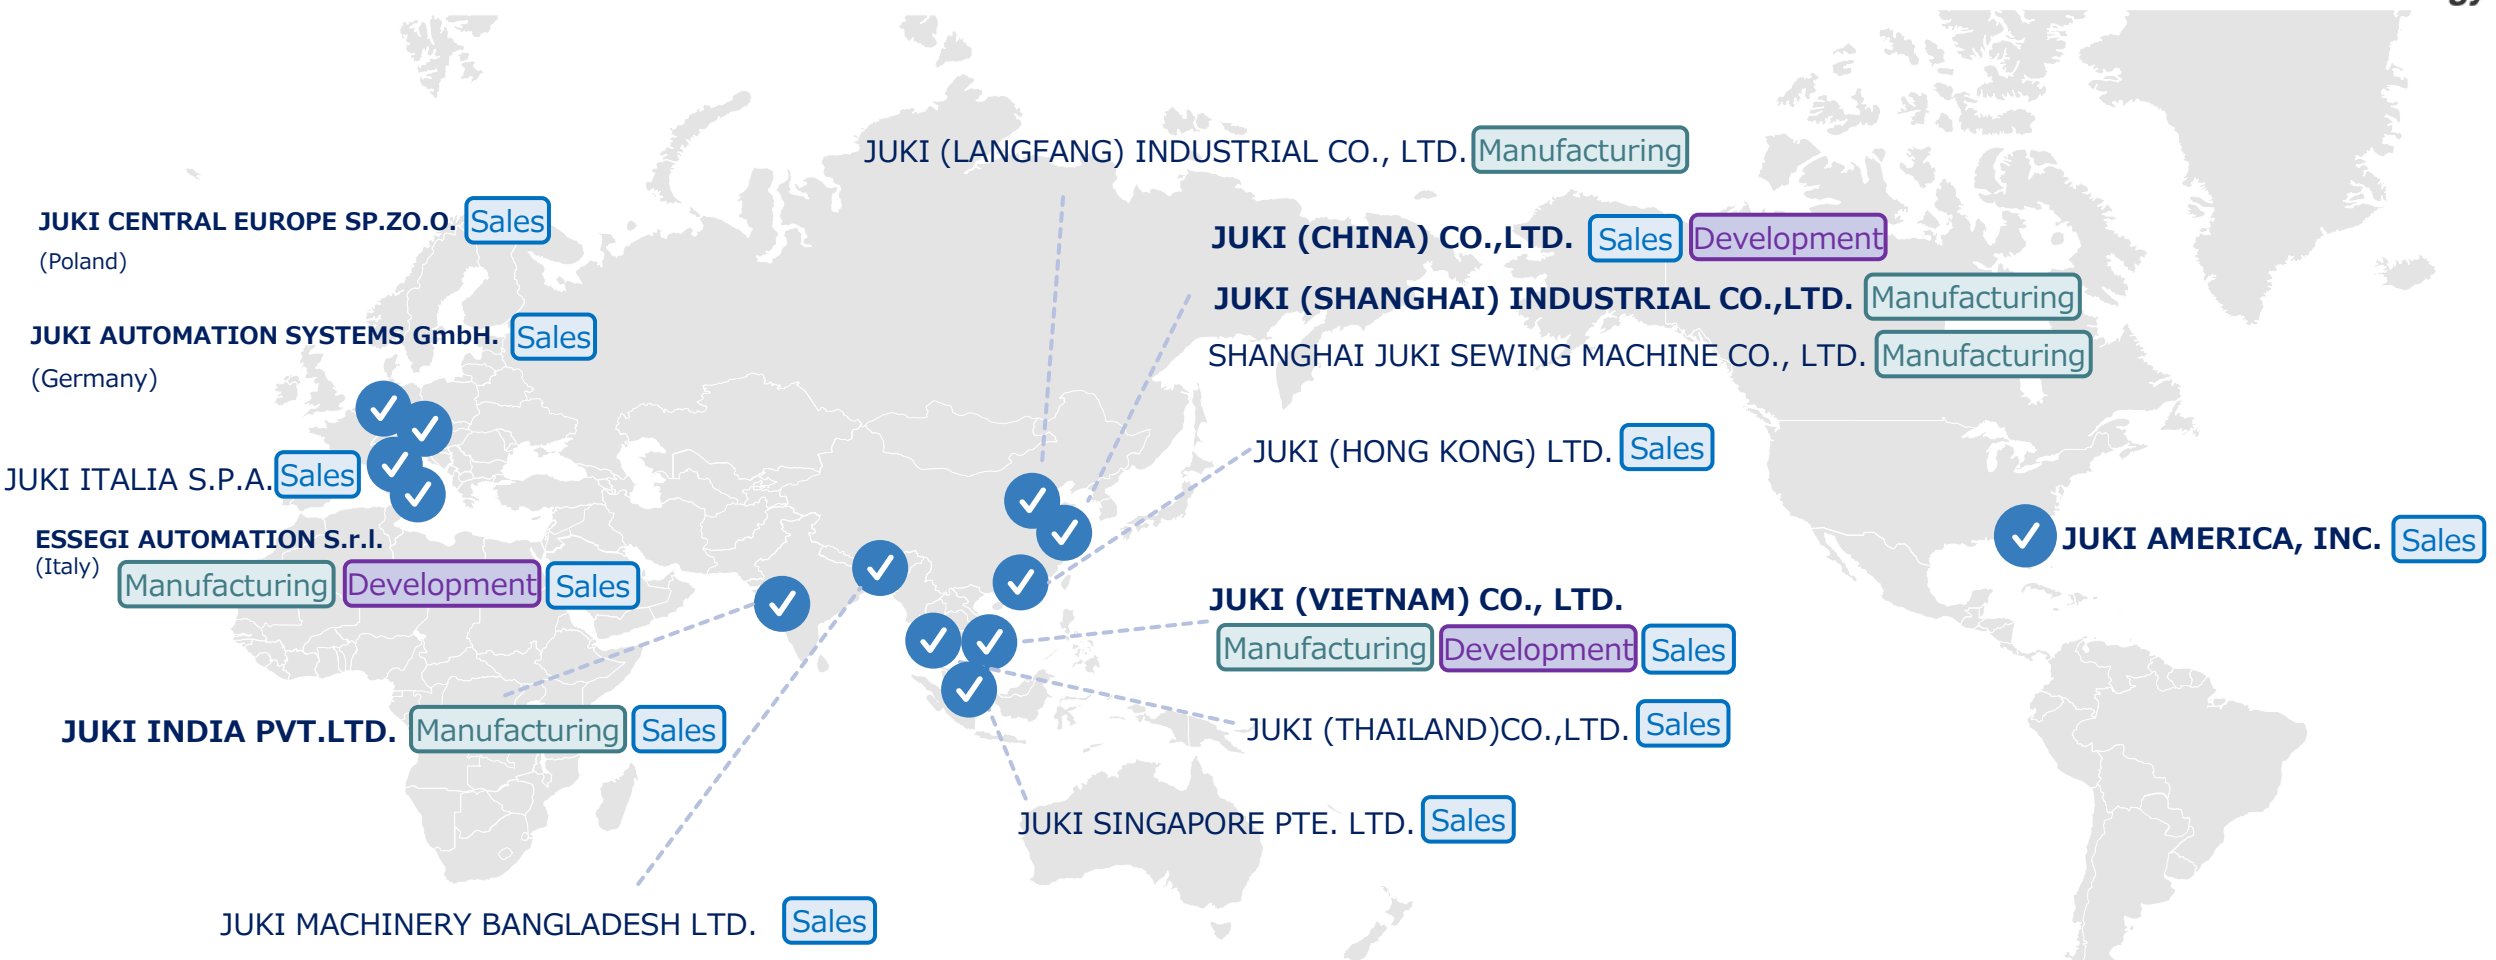 JUKI (LANGFANG) INDUSTRIAL CO., LTD. Manufacturing
JUKI CENTRAL EUROPE SP.ZO.O. Sales
(Poland)
JUKI (CHINA) CO.,LTD. Sales Development
JUKI (SHANGHAI) INDUSTRIAL CO.,LTD. Manufacturing
SHANGHAI JUKI SEWING MACHINE CO., LTD. Manufacturing
JUKI AUTOMATION SYSTEMS GmbH. Sales
(Germany)
JUKI (HONG KONG) LTD. Sales
JUKI ITALIA S.P.A. Sales
ESSEGI AUTOMATION S.r.l.
(Italy)
Manufacturing Development Sales
JUKI AMERICA, INC. Sales
JUKI (VIETNAM) CO., LTD.
Manufacturing Development Sales
JUKI INDIA PVT.LTD. Manufacturing Sales
JUKI (THAILAND)CO.,LTD. Sales
JUKI SINGAPORE PTE. LTD. Sales
JUKI MACHINERY BANGLADESH LTD. Sales